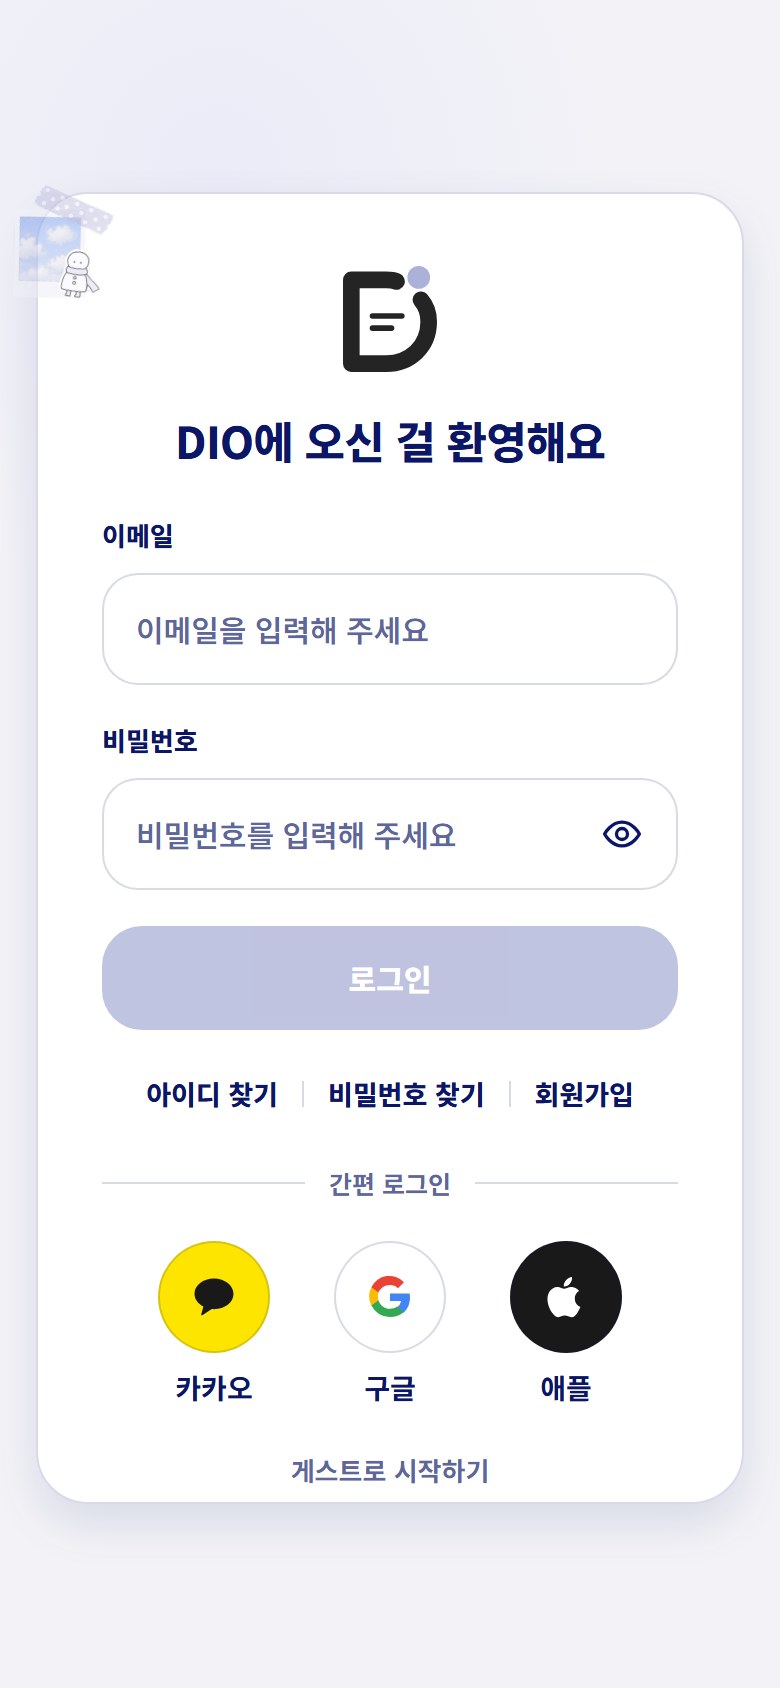 DIO에 오신 걸 환영해요
이메일
이메일을 입력해 주세요
비밀번호
비밀번호를 입력해 주세요
로그인
아이디 찾기 | 비밀번호 찾기 | 회원가입
간편 로그인
카카오 구글 애플
게스트로 시작하기